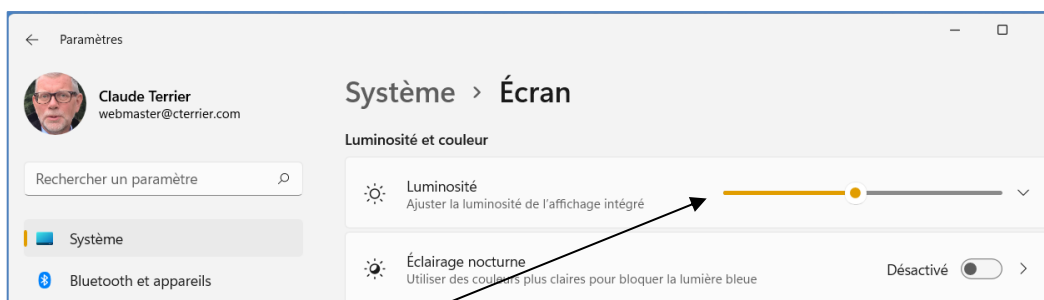 Paramètres
Claude Terrier
webmaster@cterrier.com
Rechercher un paramètre
Système
Bluetooth et appareils
Système > Écran
Luminosité et couleur
Luminosité
Ajuster la luminosité de l'affichage intégré
Éclairage nocturne
Utiliser des couleurs plus claires pour bloquer la lumière bleue
Désactivé